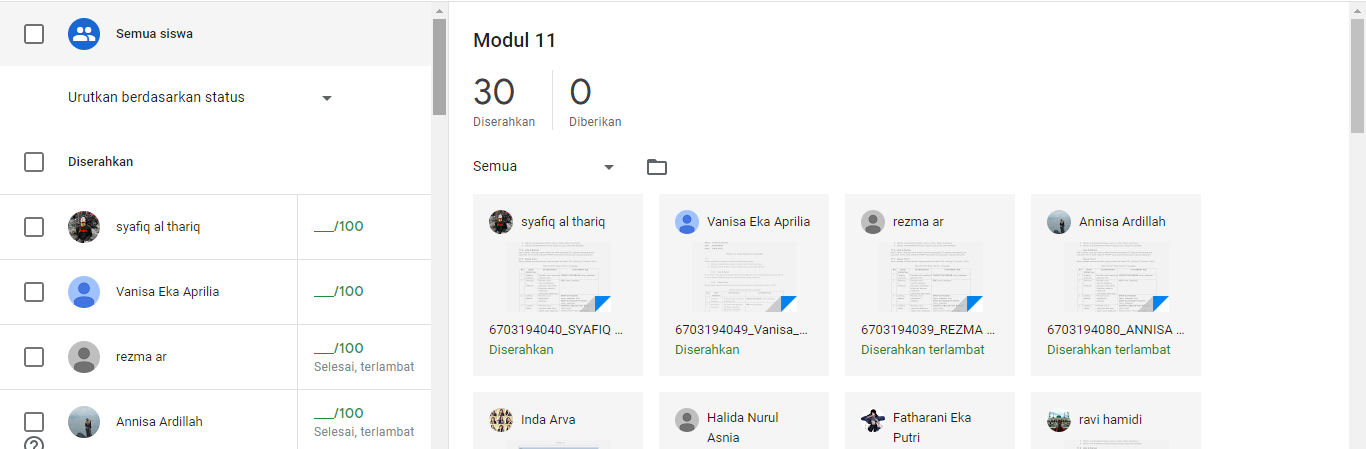 Semua siswa
Urutkan berdasarkan status
Diserahkan
syafiq al thariq
___/100
Vanisa Eka Aprilia
___/100
rezma ar
___/100
Selesai, terlambat
Annisa Ardillah
___/100
Selesai, terlambat
Modul 11
30
Diserahkan
0
Diberikan
Semua
syafiq al thariq
6703194040_SYAFIQ ...
Diserahkan
Vanisa Eka Aprilia
6703194049_Vanisa_...
Diserahkan
rezma ar
6703194039_REZMA ...
Diserahkan terlambat
Annisa Ardillah
6703194080_ANNISA ...
Diserahkan terlambat
Inda Arva
Halida Nurul
Asnia
Fatharani Eka
Putri
ravi hamidi